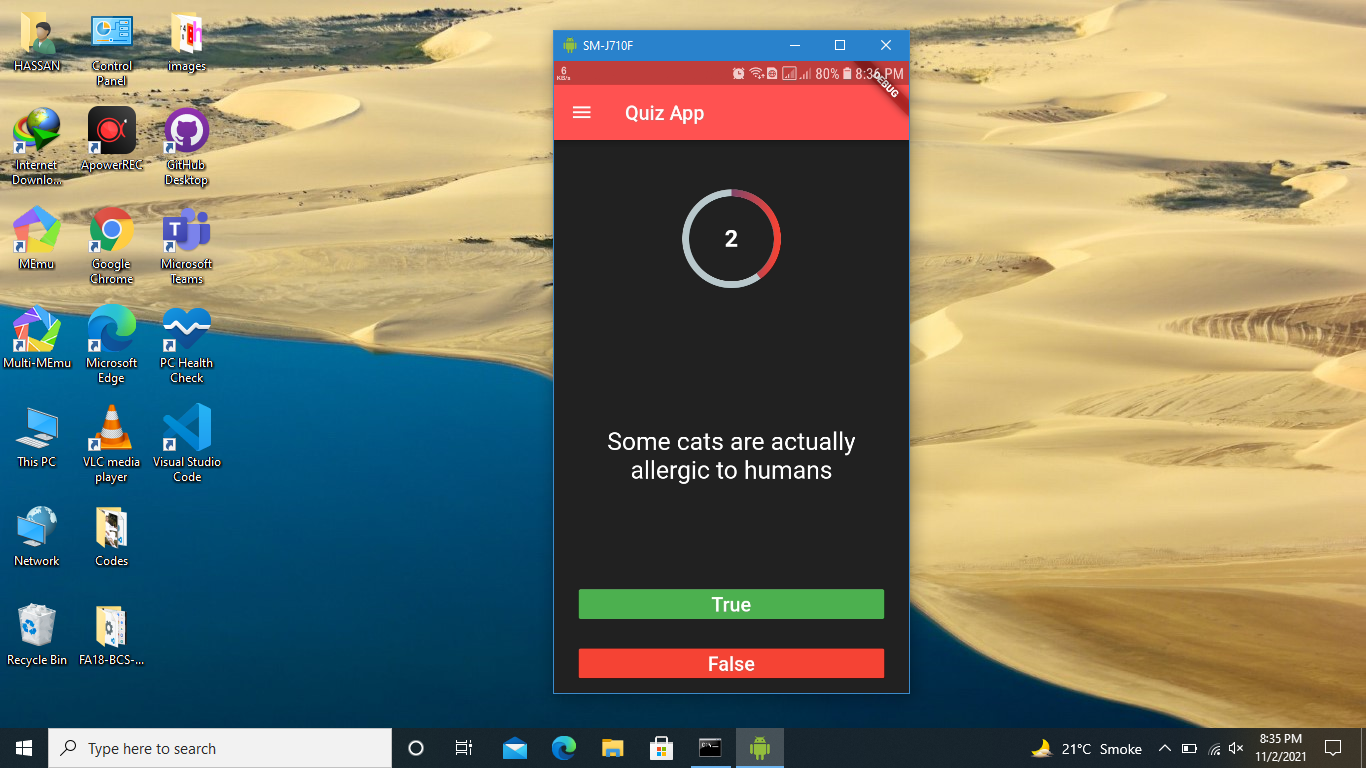 HASSAN
Control
Panel
images
Internet
Downlo...
ApowerREC
GitHub
Desktop
MEmu
Google
Chrome
Microsoft
Teams
Multi-MEmu
Microsoft
Edge
PC Health
Check
This PC
VLC media
player
Visual Studio
Code
Network
Codes
Recycle Bin
FA18-BCS-...
SM-J710F
6
KB/s
80% 8:36 PM
DEBUG
Quiz App
2
Some cats are actually
allergic to humans
True
False
Type here to search
21°C Smoke
8:35 PM
11/2/2021